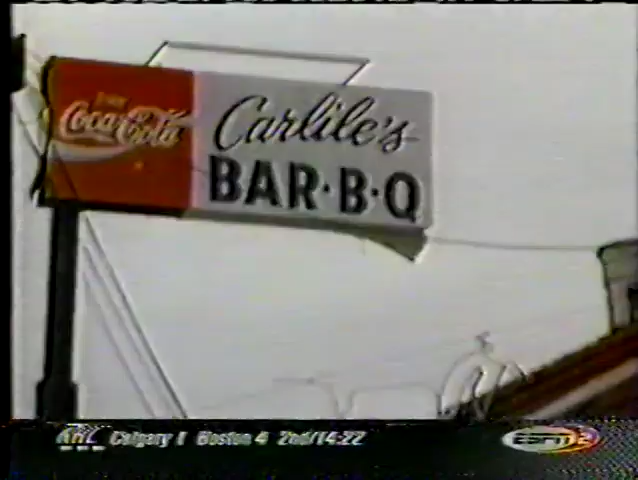 Coca-Cola
Carlile's
BAR·B·Q
NHL Calgary 1 Boston 4 2nd/14:22
ESPN2